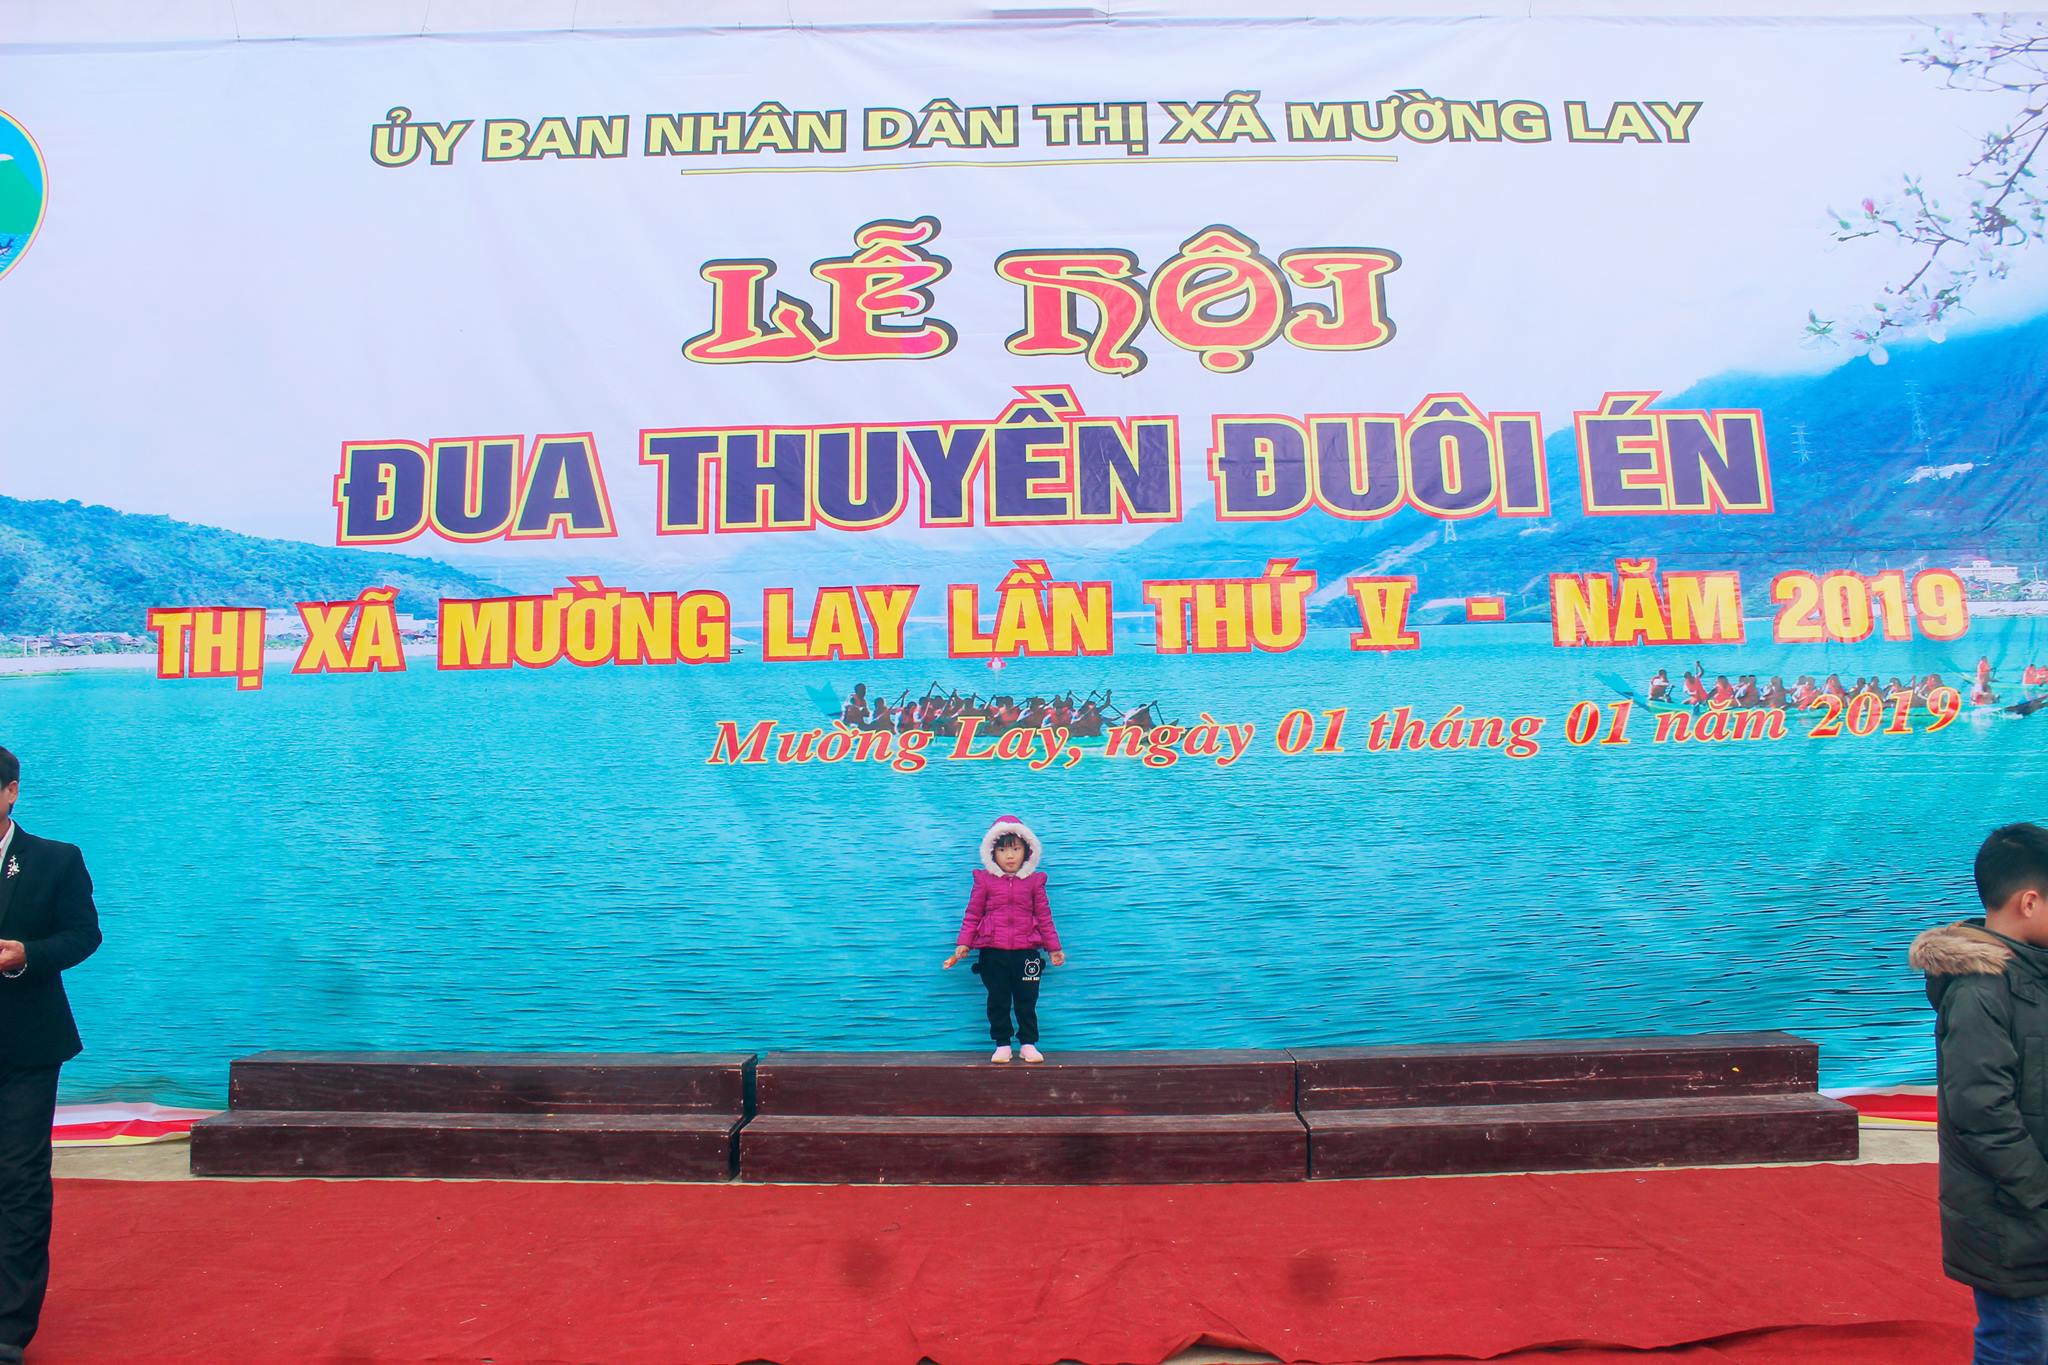 ỦY BAN NHÂN DÂN THỊ XÃ MƯỜNG LAY
LỄ HỘI
ĐUA THUYỀN ĐUÔI ÉN
THỊ XÃ MƯỜNG LAY LẦN THỨ V - NĂM 2019
Mường Lay, ngày 01 tháng 01 năm 2019